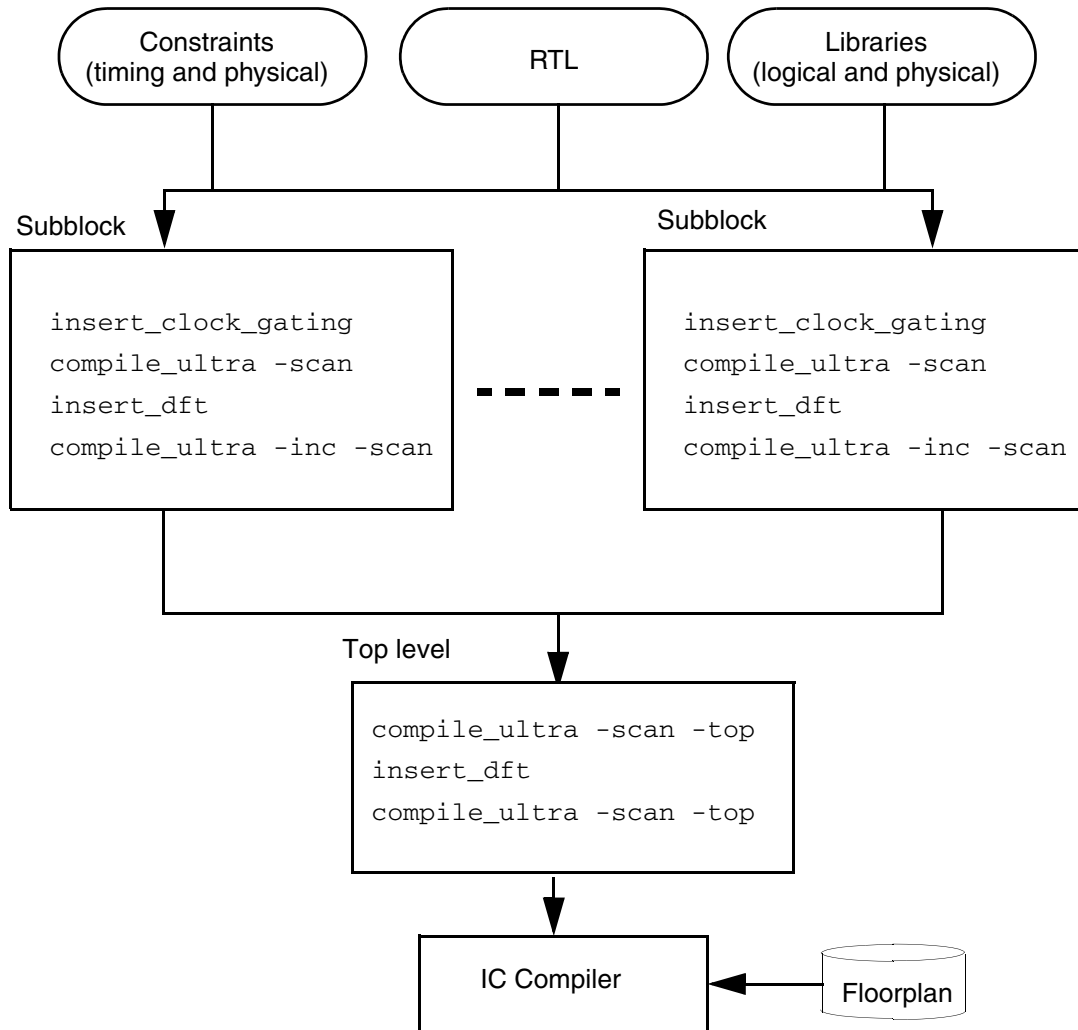 Constraints
(timing and physical)
RTL
Libraries
(logical and physical)
Subblock
Subblock
insert_clock_gating
compile_ultra -scan
insert_dft
compile_ultra -inc -scan
insert_clock_gating
compile_ultra -scan
insert_dft
compile_ultra -inc -scan
Top level
compile_ultra -scan -top
insert_dft
compile_ultra -scan -top
IC Compiler
Floorplan